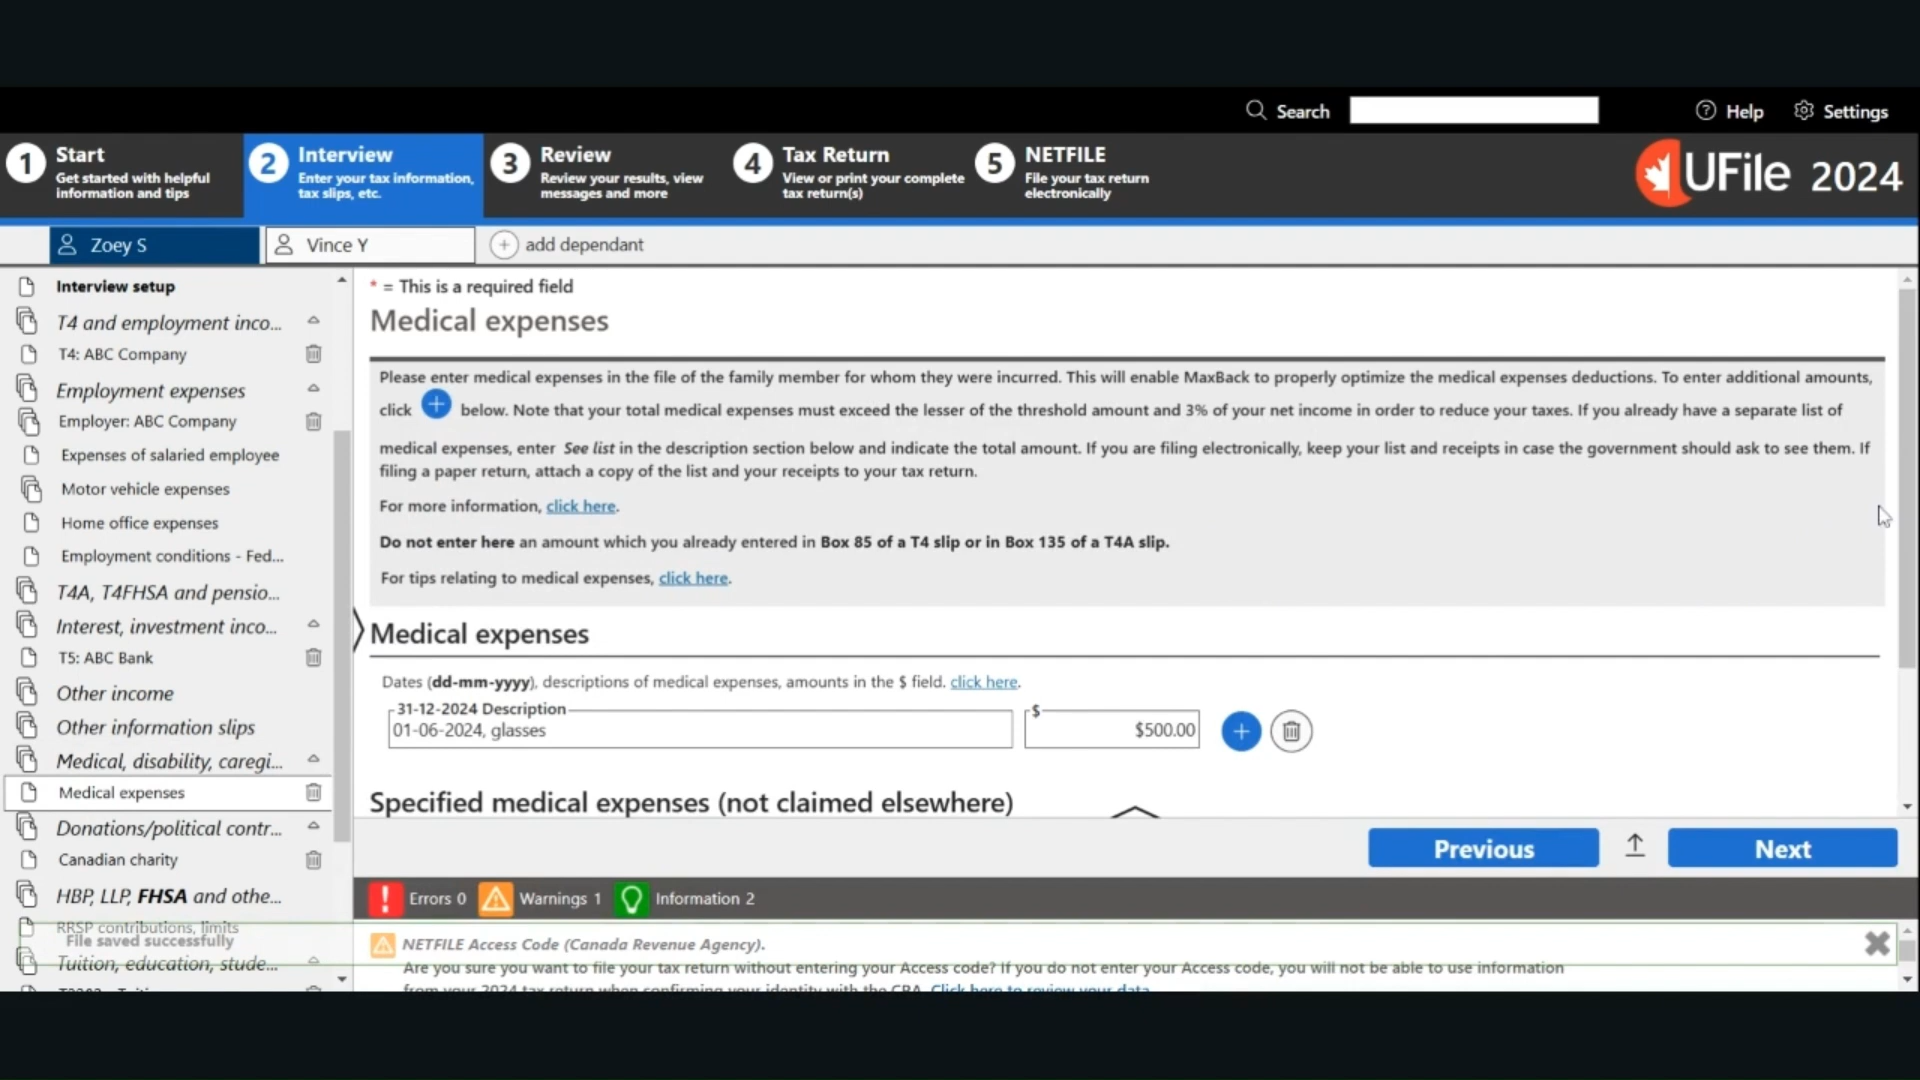 Search
Help
Settings
1 Start
Get started with helpful
information and tips
2 Interview
Enter your tax information,
tax slips, etc.
3 Review
Review your results, view
messages and more
4 Tax Return
View or print your complete
tax return(s)
5 NETFILE
File your tax return
electronically
UFile 2024
Zoey S
Vince Y
+ add dependant
Interview setup
T4 and employment inco...
T4: ABC Company
Employment expenses
Employer: ABC Company
Expenses of salaried employee
Motor vehicle expenses
Home office expenses
Employment conditions - Fed...
T4A, T4FHSA and pensio...
Interest, investment inco...
T5: ABC Bank
Other income
Other information slips
Medical, disability, caregi...
Medical expenses
Donations/political contr...
Canadian charity
HBP, LLP, FHSA and othe...
RRSP contributions, limits
File saved successfully
Tuition, education, stude...
* = This is a required field
Medical expenses
Please enter medical expenses in the file of the family member for whom they were incurred. This will enable MaxBack to properly optimize the medical expenses deductions. To enter additional amounts,
click + below. Note that your total medical expenses must exceed the lesser of the threshold amount and 3% of your net income in order to reduce your taxes. If you already have a separate list of
medical expenses, enter See list in the description section below and indicate the total amount. If you are filing electronically, keep your list and receipts in case the government should ask to see them. If
filing a paper return, attach a copy of the list and your receipts to your tax return.
For more information, click here.
Do not enter here an amount which you already entered in Box 85 of a T4 slip or in Box 135 of a T4A slip.
For tips relating to medical expenses, click here.
Medical expenses
Dates (dd-mm-yyyy), descriptions of medical expenses, amounts in the $ field. click here.
31-12-2024 Description
01-06-2024, glasses
$
$500.00
Specified medical expenses (not claimed elsewhere)
Previous
Next
Errors 0
Warnings 1
Information 2
NETFILE Access Code (Canada Revenue Agency).
Are you sure you want to file your tax return without entering your Access code? If you do not enter your Access code, you will not be able to use information
from your 2024 tax return when confirming your identity with the CRA. Click here to review your data.